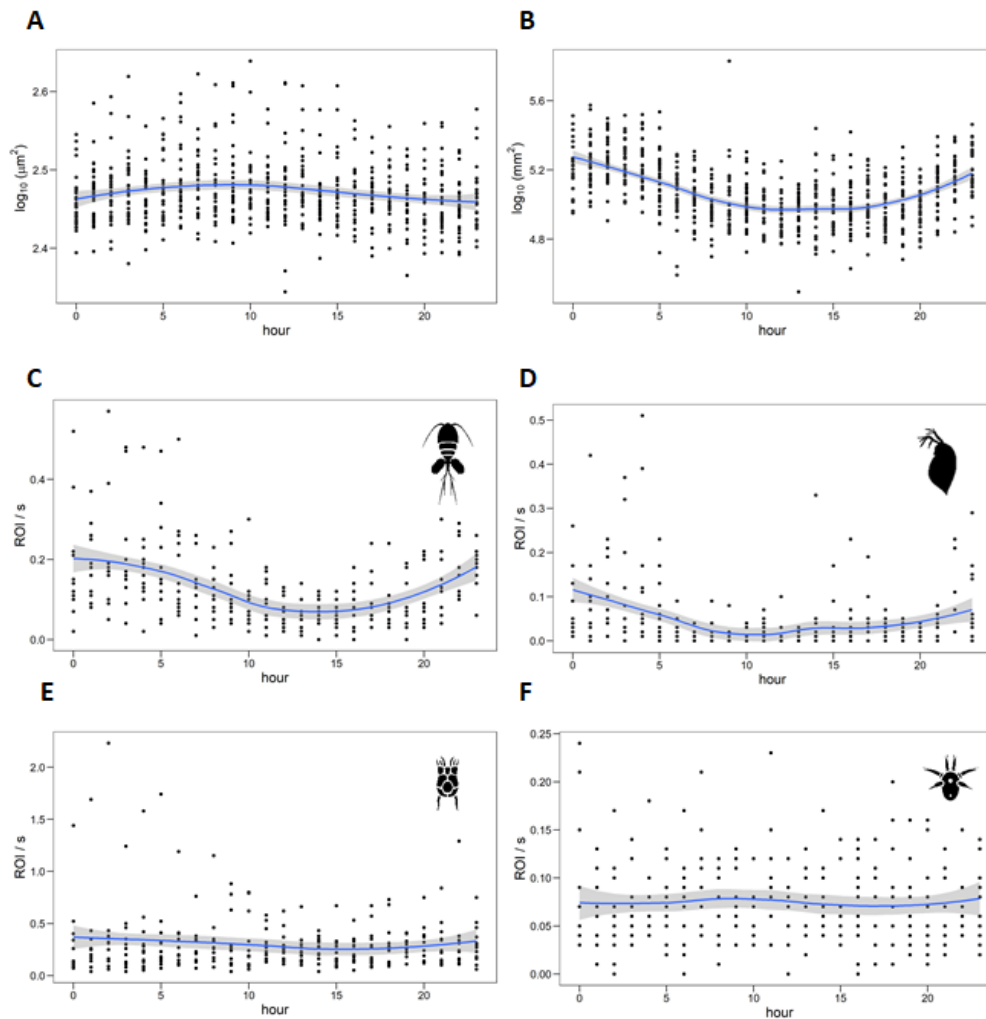 A
B
log10 (μm2)
2.6
2.5
2.4
0 5 10 15 20
hour
log10 (mm2)
5.6
5.2
4.8
0 5 10 15 20
hour
C
D
ROI / s
0.4
0.2
0.0
0 5 10 15 20
hour
ROI / s
0.5
0.4
0.3
0.2
0.1
0.0
0 5 10 15 20
hour
E
F
ROI / s
2.0
1.5
1.0
0.5
0.0
0 5 10 15 20
hour
ROI / s
0.25
0.20
0.15
0.10
0.05
0.00
0 5 10 15 20
hour